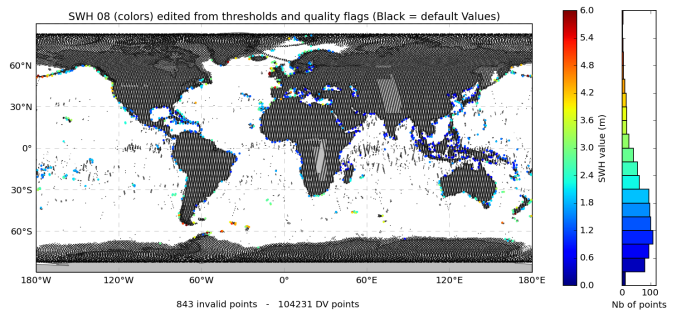 SWH 08 (colors) edited from thresholds and quality flags (Black = default Values)
60°N
30°N
0°
30°S
60°S
180°W 120°W 60°W 0° 60°E 120°E 180°E
843 invalid points - 104231 DV points
6.0
5.4
4.8
4.2
3.6
3.0
2.4
1.8
1.2
0.6
0.0
SWH value (m)
0 100
Nb of points